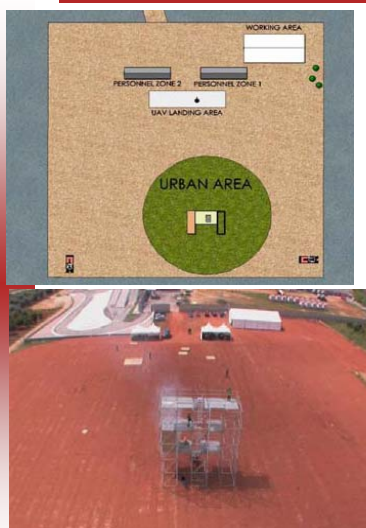 WORKING AREA
PERSONNEL ZONE 2
PERSONNEL ZONE 1
UAV LANDING AREA
URBAN AREA